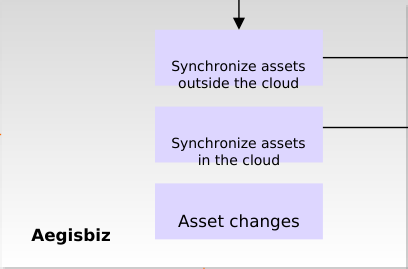 Synchronize assets
outside the cloud
Synchronize assets
in the cloud
Asset changes
Aegisbiz